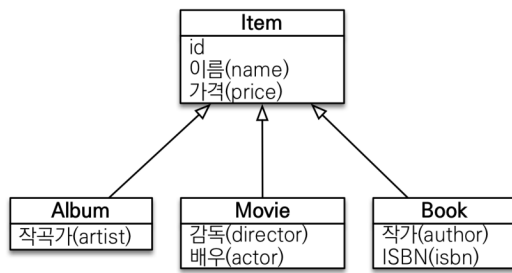 Item
id
이름(name)
가격(price)
Album
작곡가(artist)
Movie
감독(director)
배우(actor)
Book
작가(author)
ISBN(isbn)